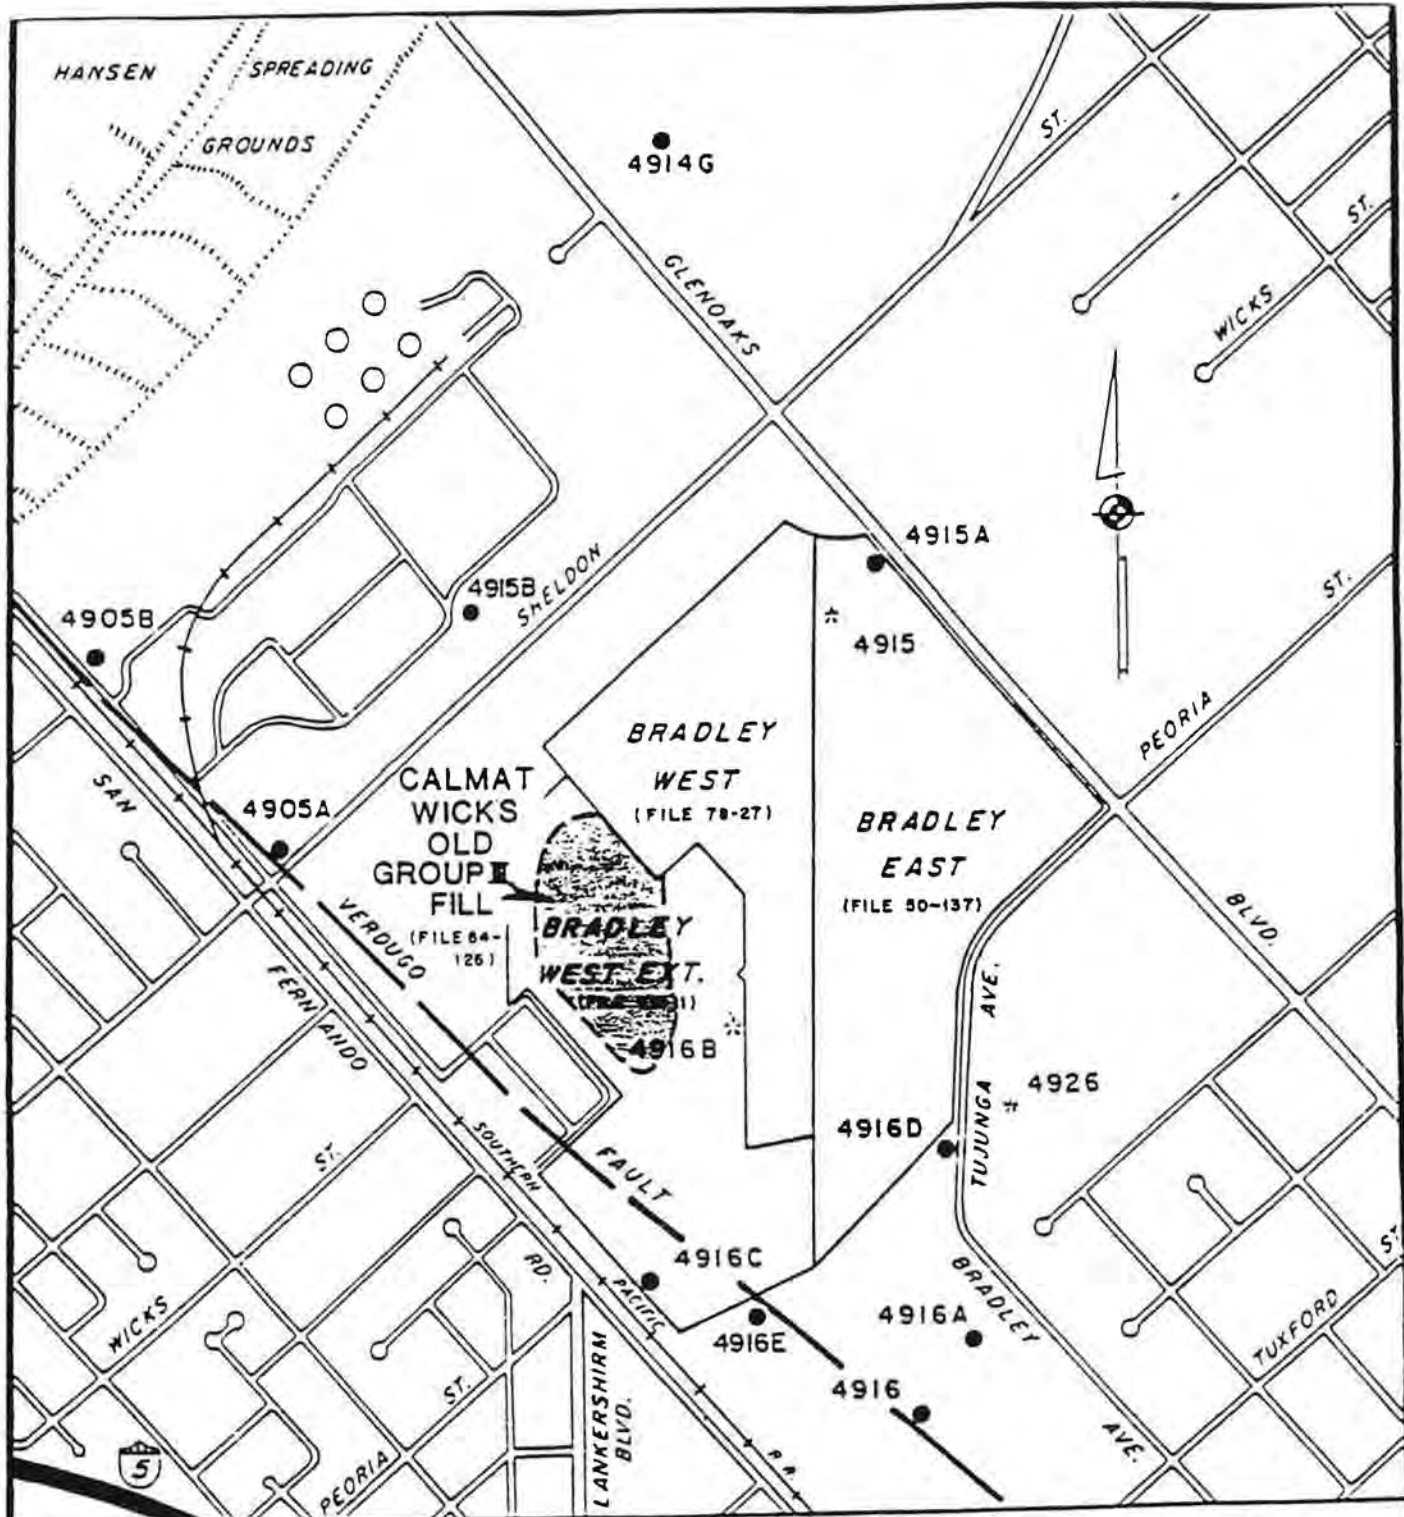 HANSEN SPREADING
GROUNDS
4914G
ST.
ST.
WICKS
GLENOAKS
4915A
4915B
SHELDON
4905B
4915
ST.
PEORIA
BRADLEY
WEST
(FILE 78-27)
SAN
4905A
CALMAT
WICKS
OLD
GROUP III
FILL
(FILE 64-
126)
BRADLEY
EAST
(FILE 50-137)
VERDUGO
BRADLEY
WEST EXT.
BLVD.
FERNANDO
AVE.
4916B
TUJUNGA
4926
4916D
SOUTHERN
ST.
FAULT
4916C
RD.
PACIFIC
BRADLEY
ST.
4916E
4916A
WICKS
TUXFORD
4916
ST.
LANKERSHIRM
BLVD.
AVE.
5
PEORIA
R.R.